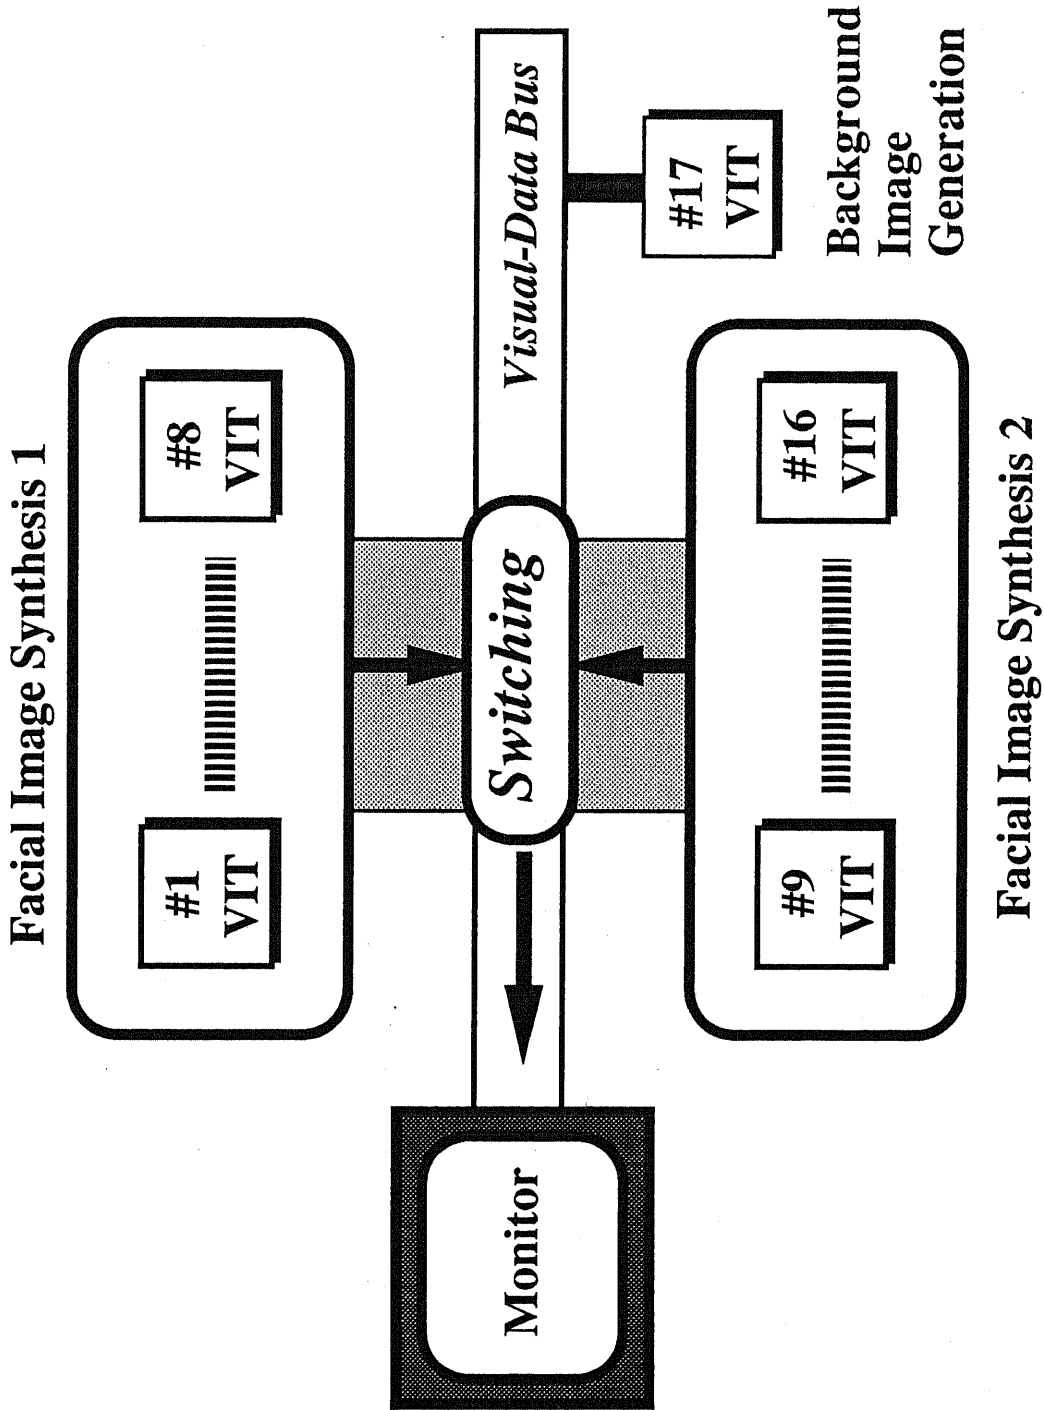 Facial Image Synthesis 1
#1
VIT
#8
VIT
Monitor
Switching
Visual-Data Bus
#9
VIT
#16
VIT
#17
VIT
Facial Image Synthesis 2
Background
Image
Generation